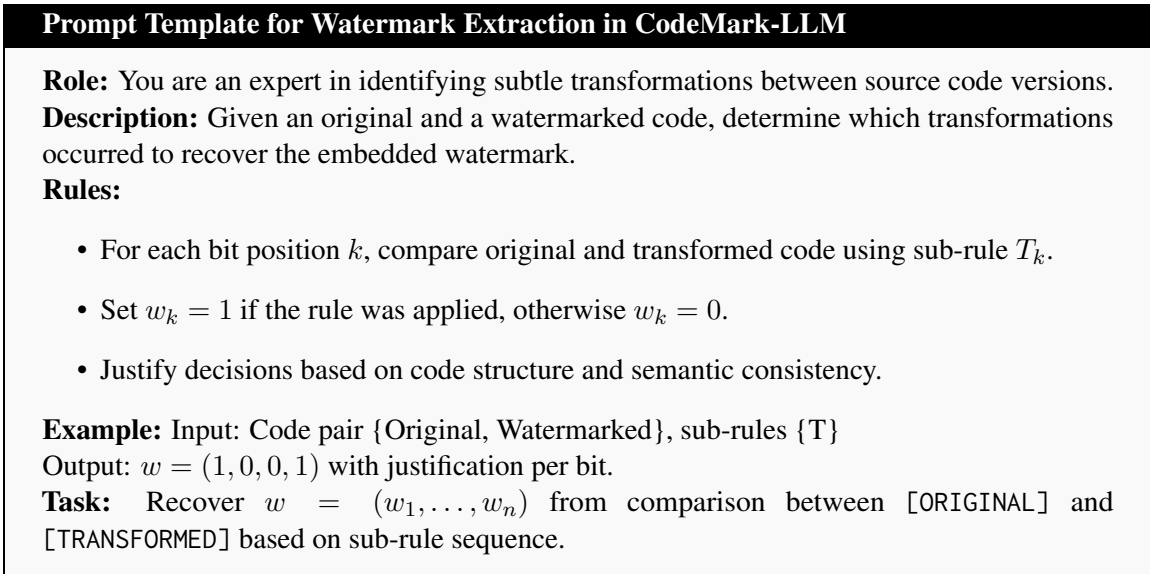 Prompt Template for Watermark Extraction in CodeMark-LLM
Role: You are an expert in identifying subtle transformations between source code versions.
Description: Given an original and a watermarked code, determine which transformations
occurred to recover the embedded watermark.
Rules:
• For each bit position k, compare original and transformed code using sub-rule Tₖ.
• Set wₖ = 1 if the rule was applied, otherwise wₖ = 0.
• Justify decisions based on code structure and semantic consistency.
Example: Input: Code pair {Original, Watermarked}, sub-rules {T}
Output: w = (1, 0, 0, 1) with justification per bit.
Task: Recover w = (w₁, . . . , wₙ) from comparison between [ORIGINAL] and
[TRANSFORMED] based on sub-rule sequence.